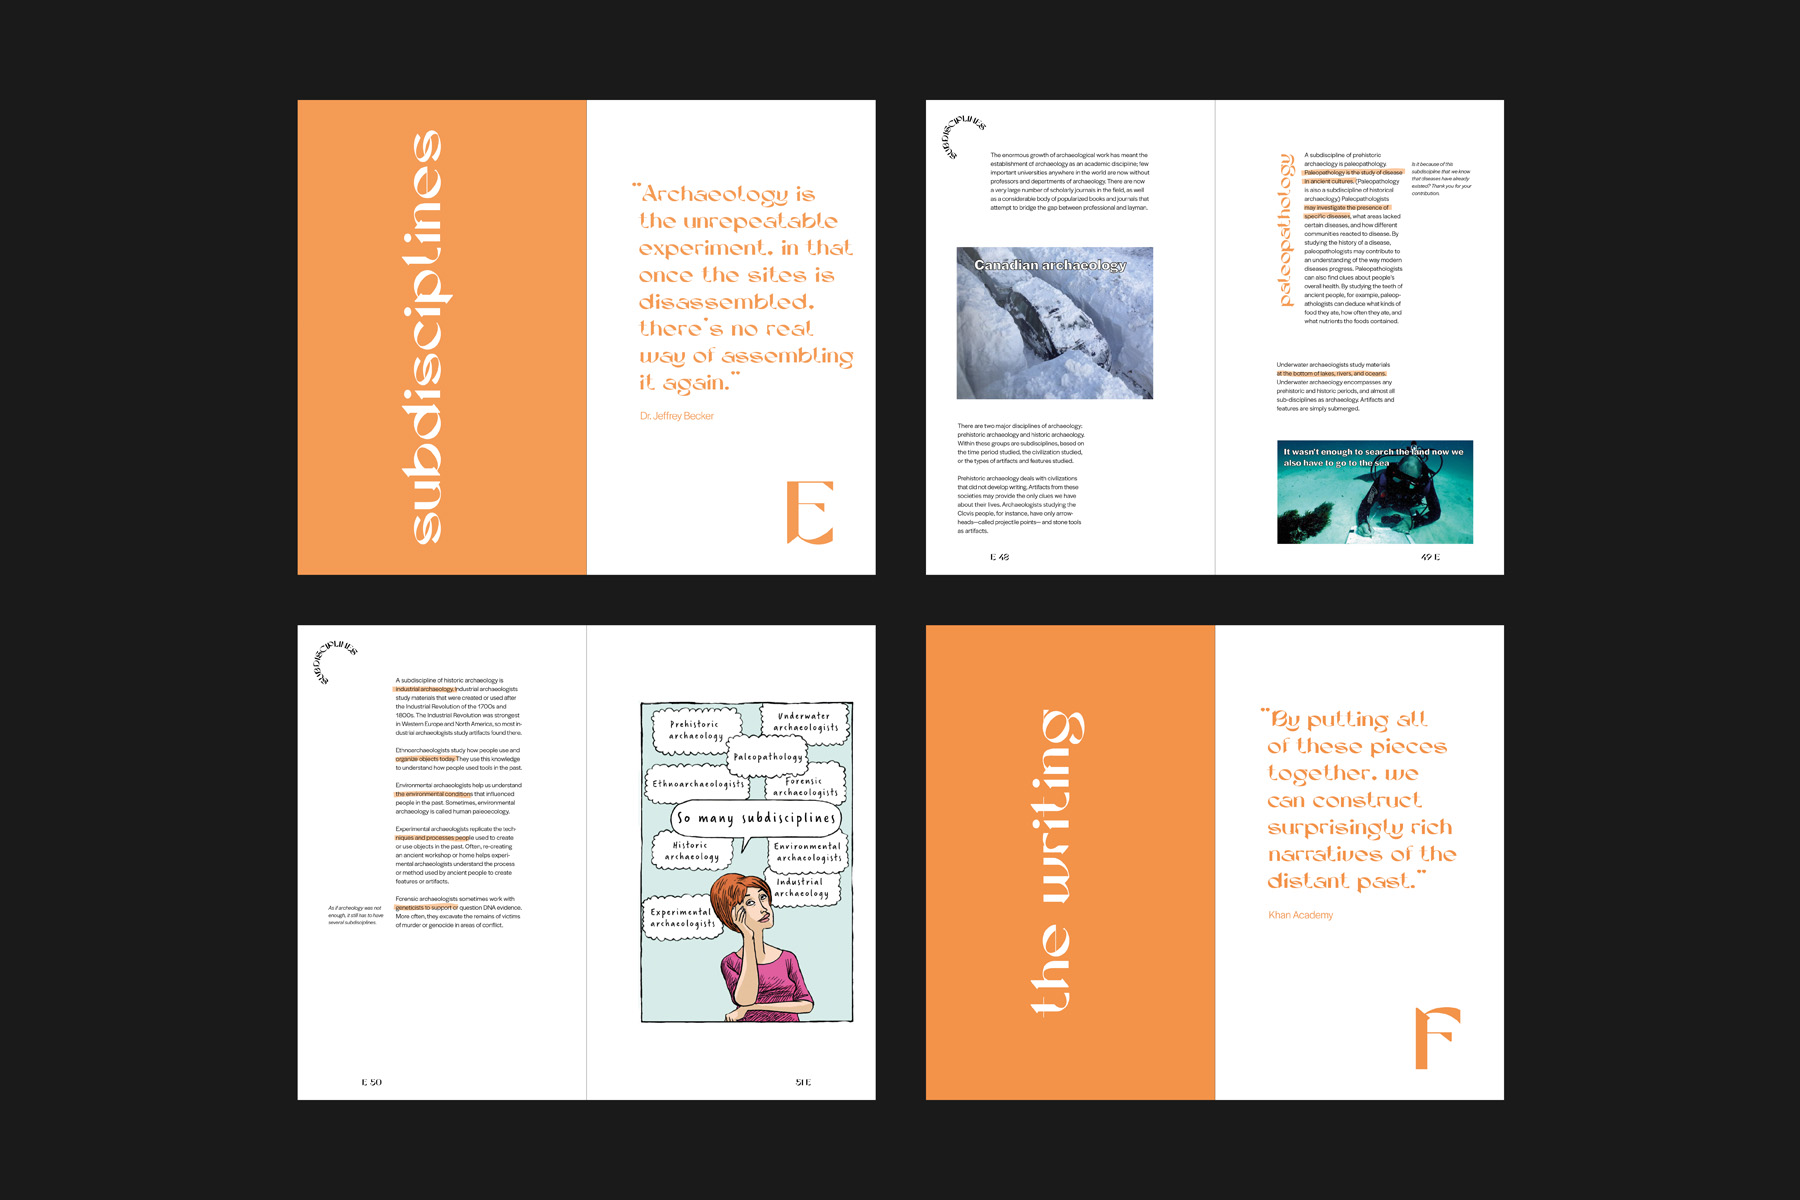 subdisciplines
"Archaeology is
the unrepeatable
experiment, in that
once the sites is
disassembled,
there's no real
way of assembling
it again."
Dr. Jeffrey Becker
E
SUBDISCIPLINES
The enormous growth of archaeological work has meant the
establishment of archaeology as an academic discipline; few
important universities anywhere in the world are now without
professors and departments of archaeology. There are now
a very large number of scholarly journals in the field, as well
as a considerable body of popularized books and journals that
attempt to bridge the gap between professional and layman.
Canadian archaeology
There are two major disciplines of archaeology:
prehistoric archaeology and historic archaeology.
Within these groups are subdisciplines, based on
the time period studied, the civilization studied,
or the types of artifacts and features studied.
Prehistoric archaeology deals with civilizations
that did not develop writing. Artifacts from these
societies may provide the only clues we have
about their lives. Archaeologists studying the
Clovis people, for instance, have only arrow-
heads—called projectile points— and stone tools
as artifacts.
E 48
paleopathology
A subdiscipline of prehistoric
archaeology is paleopathology.
Paleopathology is the study of disease
in ancient cultures. (Paleopathology
is also a subdiscipline of historical
archaeology.) Paleopathologists
may investigate the presence of
specific diseases, what areas lacked
certain diseases, and how different
communities reacted to disease. By
studying the history of a disease,
paleopathologists may contribute to
an understanding of the way modern
diseases progress. Paleopathologists
can also find clues about people's
overall health. By studying the teeth of
ancient people, for example, paleop-
athologists can deduce what kinds of
food they ate, how often they ate, and
what nutrients the foods contained.
Is it because of this
subdiscipline that we know
that diseases have already
existed? Thank you for your
contribution.
Underwater archaeologists study materials
at the bottom of lakes, rivers, and oceans.
Underwater archaeology encompasses any
prehistoric and historic periods, and almost all
sub-disciplines as archaeology. Artifacts and
features are simply submerged.
It wasn't enough to search the land now we
also have to go to the sea
49 E
SUBDISCIPLINES
A subdiscipline of historic archaeology is
industrial archaeology. Industrial archaeologists
study materials that were created or used after
the Industrial Revolution of the 1700s and
1800s. The Industrial Revolution was strongest
in Western Europe and North America, so most in-
dustrial archaeologists study artifacts found there.
Ethnoarchaeologists study how people use and
organize objects today. They use this knowledge
to understand how people used tools in the past.
Environmental archaeologists help us understand
the environmental conditions that influenced
people in the past. Sometimes, environmental
archaeology is called human paleoecology.
Experimental archaeologists replicate the tech-
niques and processes people used to create
or use objects in the past. Often, re-creating
an ancient workshop or home helps experi-
mental archaeologists understand the process
or method used by ancient people to create
features or artifacts.
Forensic archaeologists sometimes work with
geneticists to support or question DNA evidence.
More often, they excavate the remains of victims
of murder or genocide in areas of conflict.
As if archeology was not
enough, it still has to have
several subdisciplines.
E 50
Prehistoric
archaeology
Underwater
archaeologists
Paleopathology
Ethnoarchaeologists
Forensic
archaeologists
So many subdisciplines
Historic
archaeology
Environmental
archaeologists
Industrial
archaeology
Experimental
archaeologists
51 E
the writing
"By putting all
of these pieces
together, we
can construct
surprisingly rich
narratives of the
distant past."
Khan Academy
F